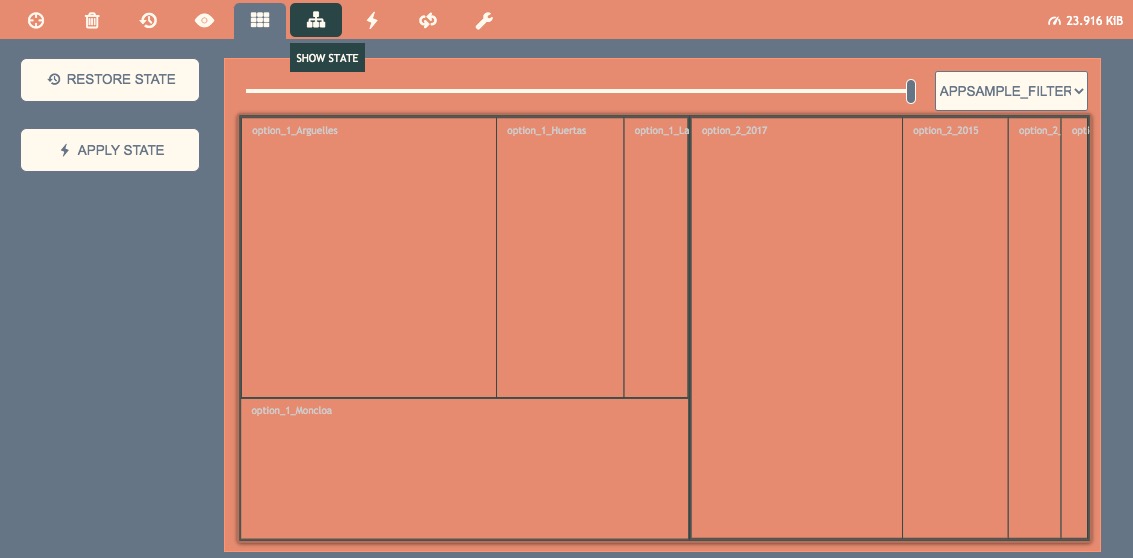 23.916 KIB
SHOW STATE
RESTORE STATE
APPLY STATE
APPSAMPLE_FILTER
option_1_Arguelles
option_1_Huertas
option_1_La
option_2_2017
option_2_2015
option_2_
opti
option_1_Moncloa